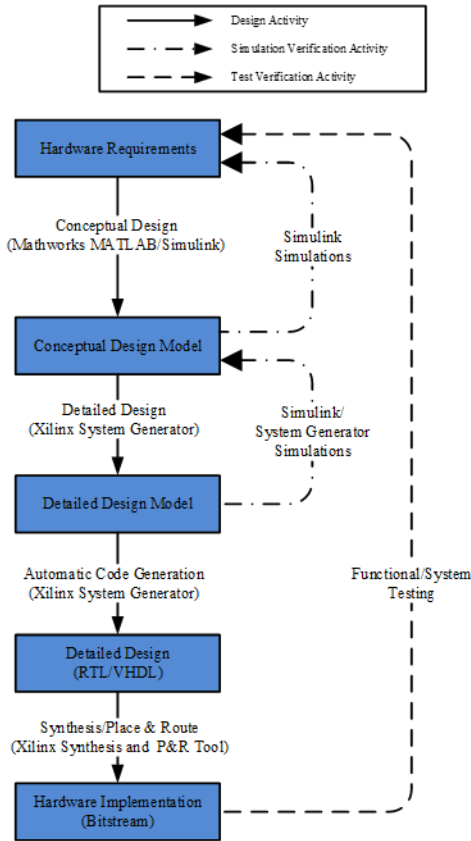 Design Activity
Simulation Verification Activity
Test Verification Activity
Hardware Requirements
Conceptual Design
(Mathworks MATLAB/Simulink)
Simulink
Simulations
Conceptual Design Model
Detailed Design
(Xilinx System Generator)
Simulink/
System Generator
Simulations
Detailed Design Model
Automatic Code Generation
(Xilinx System Generator)
Functional/System
Testing
Detailed Design
(RTL/VHDL)
Synthesis/Place & Route
(Xilinx Synthesis and P&R Tool)
Hardware Implementation
(Bitstream)